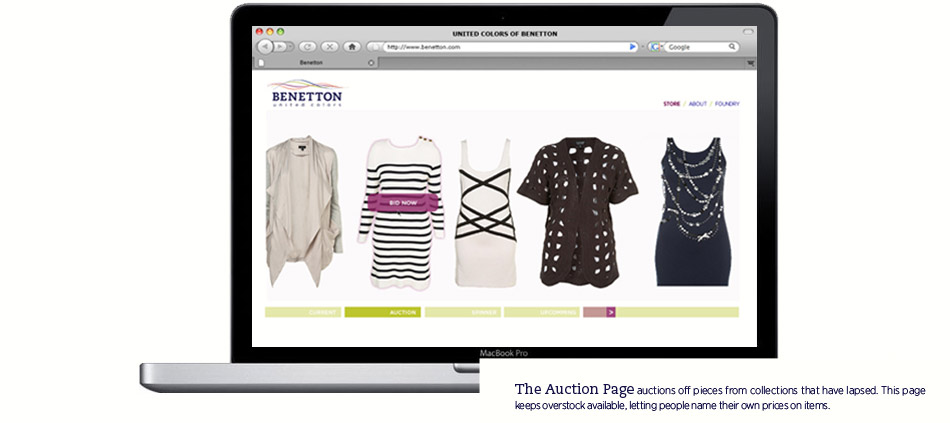 UNITED COLORS OF BENETTON
http://www.benetton.com
Google
Benetton
BENETTON
united colors
STORE / ABOUT / FOUNDRY
BID NOW
CURRENT
AUCTION
SUMMER
UPCOMING
>
MacBook Pro
The Auction Page auctions off pieces from collections that have lapsed. This page
keeps overstock available, letting people name their own prices on items.